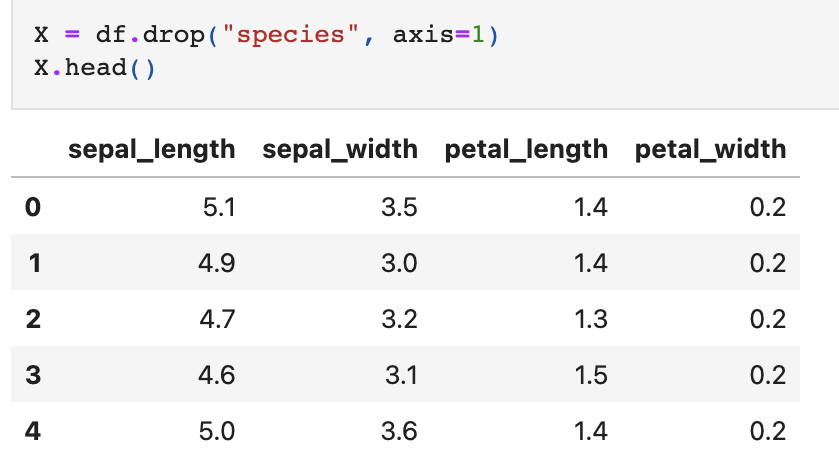 X = df.drop("species", axis=1)
X.head()
sepal_length sepal_width petal_length petal_width
0 5.1 3.5 1.4 0.2
1 4.9 3.0 1.4 0.2
2 4.7 3.2 1.3 0.2
3 4.6 3.1 1.5 0.2
4 5.0 3.6 1.4 0.2